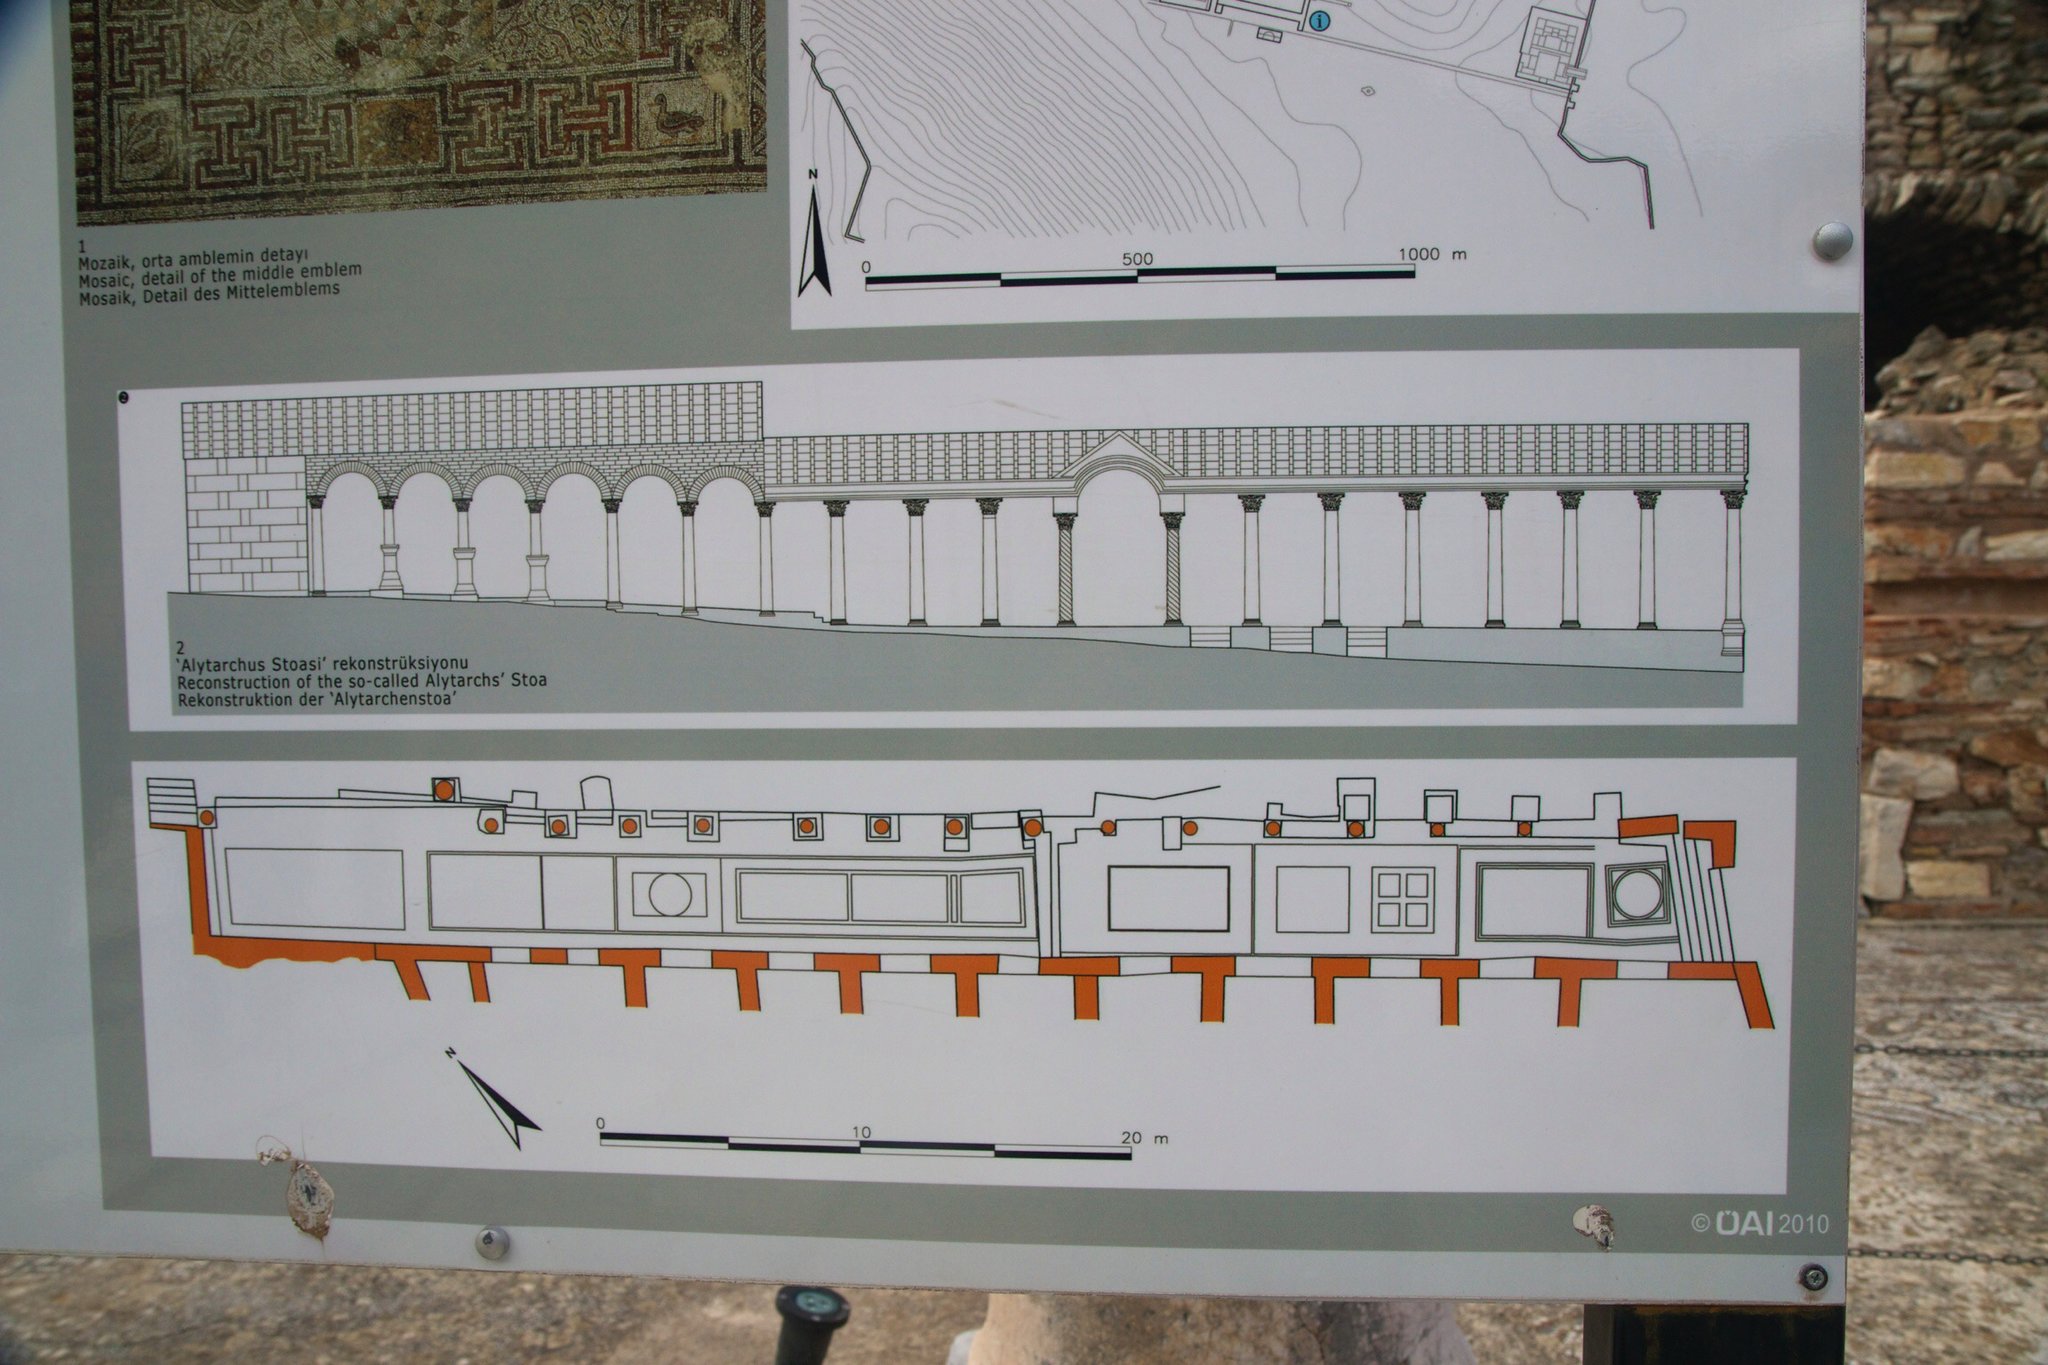 1
Mozaik, orta amblemin detayı
Mosaic, detail of the middle emblem
Mosaik, Detail des Mittelemblems
i
N
0 500 1000 m
2
2
‘Alytarchus Stoasi’ rekonstrüksiyonu
Reconstruction of the so-called Alytarchs’ Stoa
Rekonstruktion der ‘Alytarchenstoa’
N
0 10 20 m
© ÖAI 2010